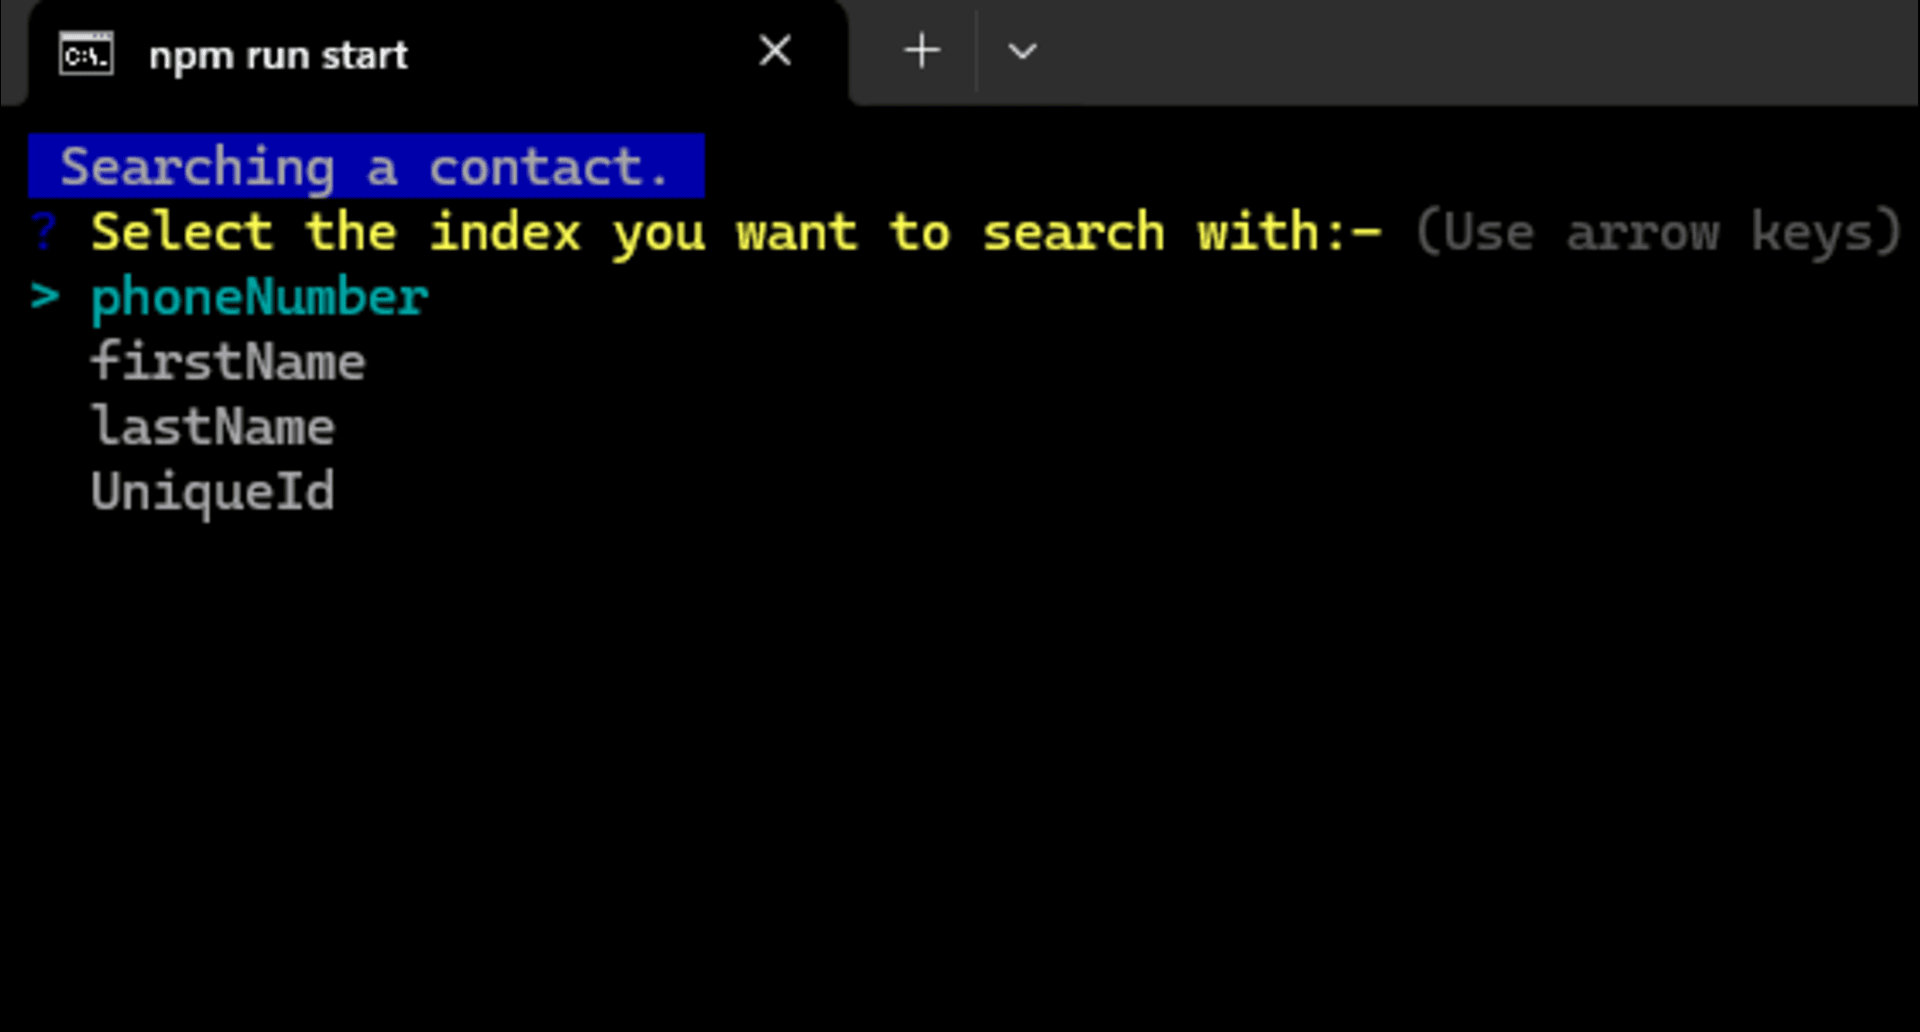 npm run start
Searching a contact.
? Select the index you want to search with:- (Use arrow keys)
> phoneNumber
firstName
lastName
UniqueId